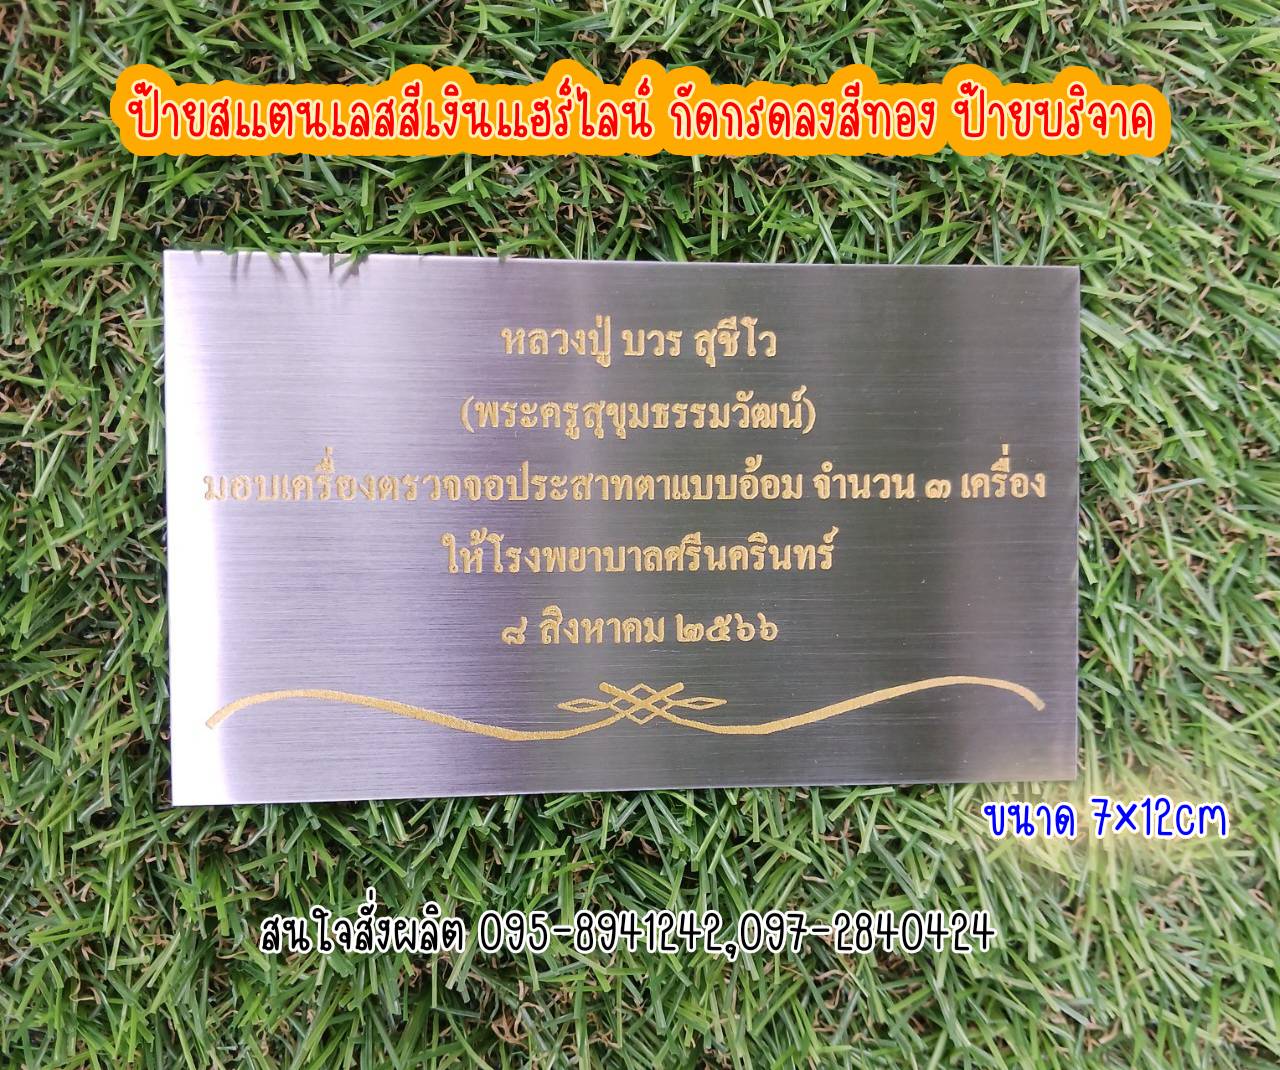 ป้ายสแตนเลสสีเงินแฮร์ไลน์ กัดกรดลงสีทอง ป้ายบริจาค
หลวงปู่ บวร สุชีโว
(พระครูสุขุมธรรมวัฒน์)
มอบเครื่องตรวจจอประสาทตาแบบอ้อม จำนวน ๓ เครื่อง
ให้โรงพยาบาลศรีนครินทร์
๘ สิงหาคม ๒๕๖๖
ขนาด 7x12cm
สนใจสั่งผลิต 095-8941242,097-2840424